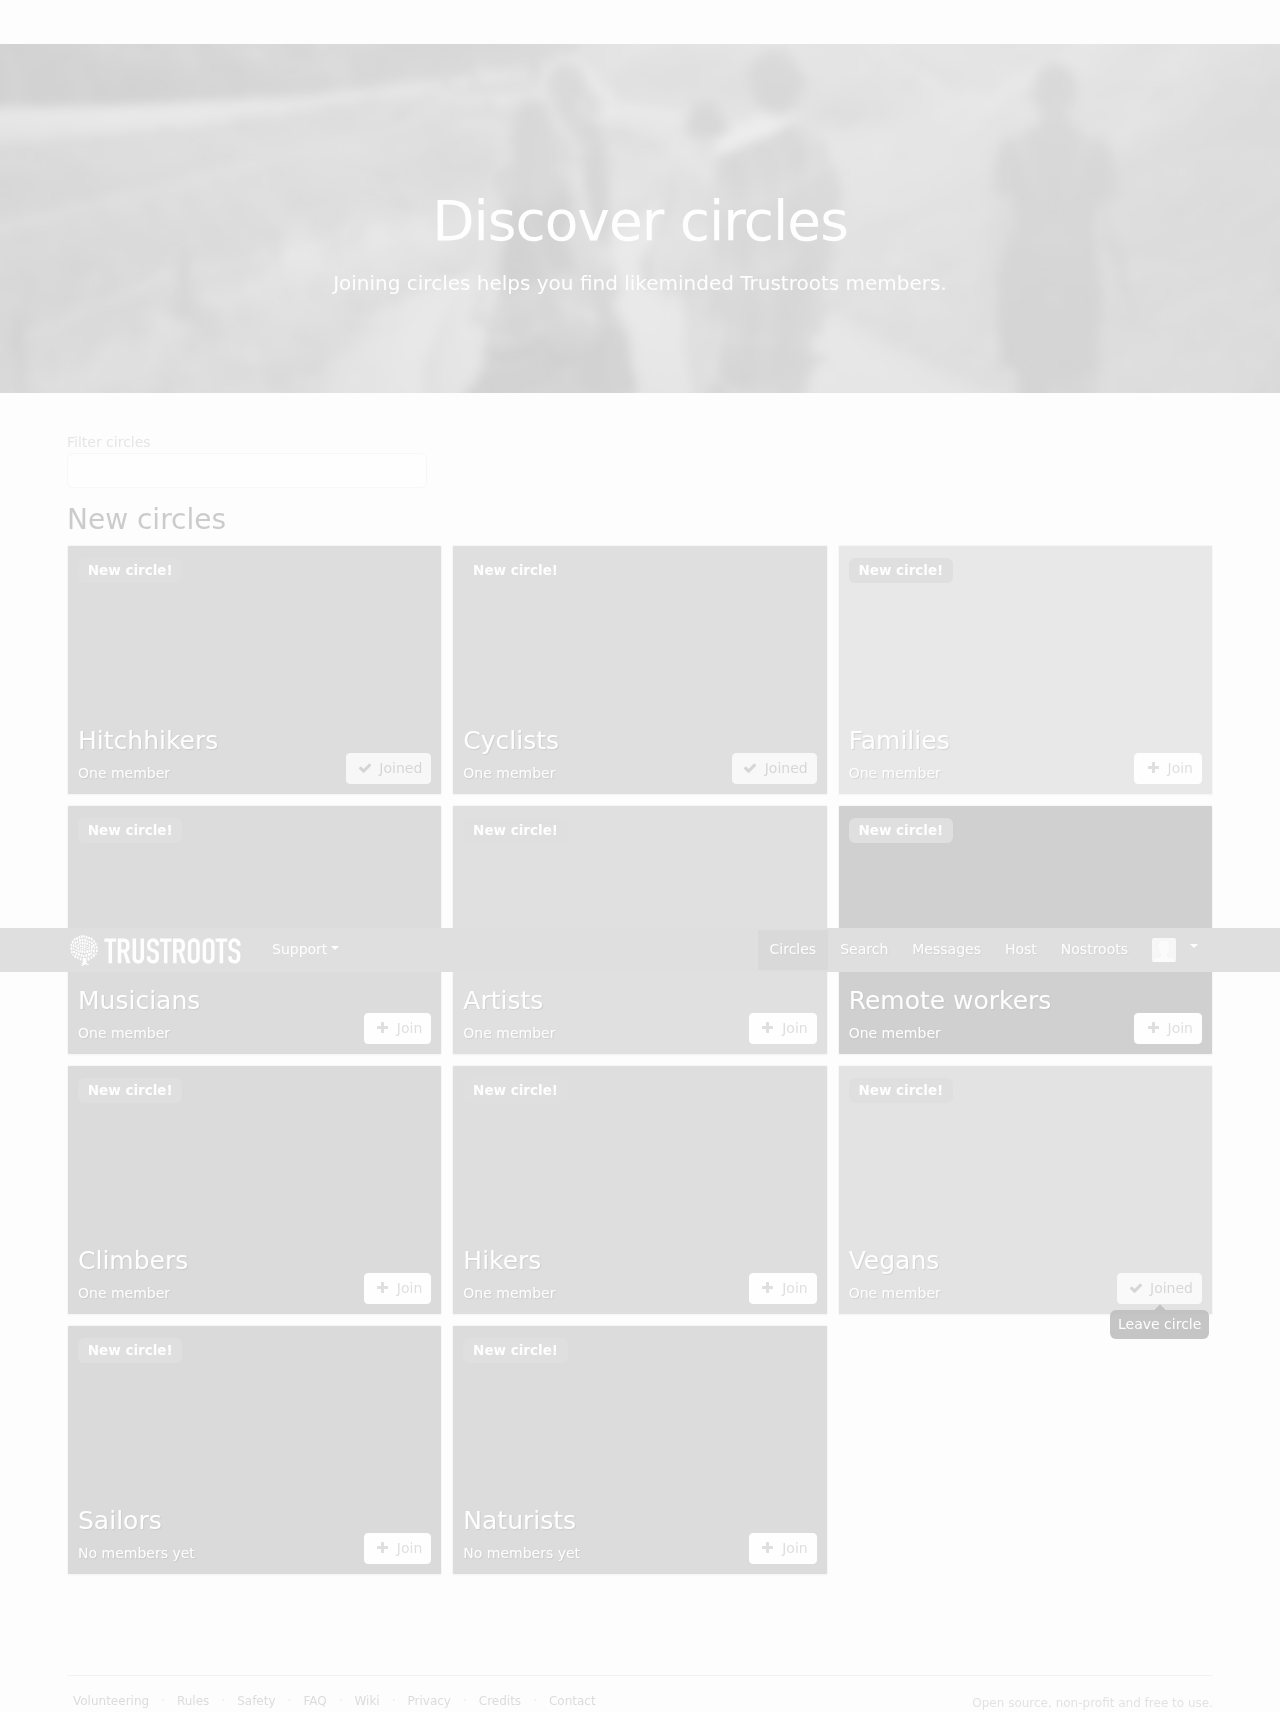 Discover circles
Joining circles helps you find likeminded Trustroots members.
Filter circles
New circles
New circle!
Hitchhikers
One member
Joined
New circle!
Cyclists
One member
Joined
New circle!
Families
One member
Join
New circle!
New circle!
New circle!
TRUSTROOTS
Support
Circles
Search
Messages
Host
Nostroots
Musicians
One member
Join
Artists
One member
Join
Remote workers
One member
Join
New circle!
Climbers
One member
Join
New circle!
Hikers
One member
Join
New circle!
Vegans
One member
Joined
Leave circle
New circle!
Sailors
No members yet
Join
New circle!
Naturists
No members yet
Join
Volunteering · Rules · Safety · FAQ · Wiki · Privacy · Credits · Contact
Open source, non-profit and free to use.